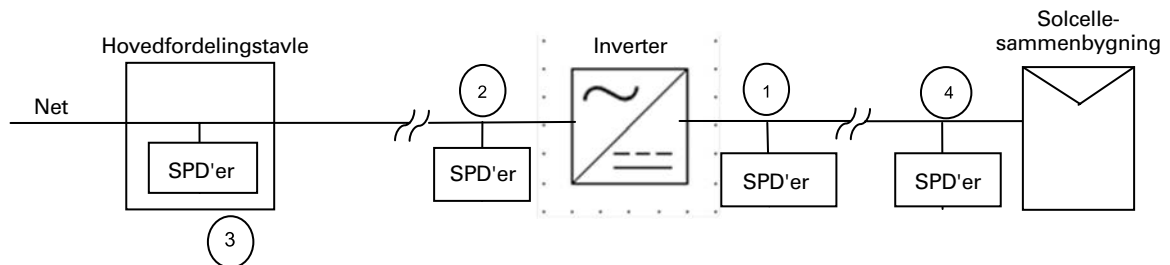 Hovedfordelingstavle
Inverter
Solcelle-
sammenbygning
Net
2
1
4
SPD'er
SPD'er
SPD'er
SPD'er
3